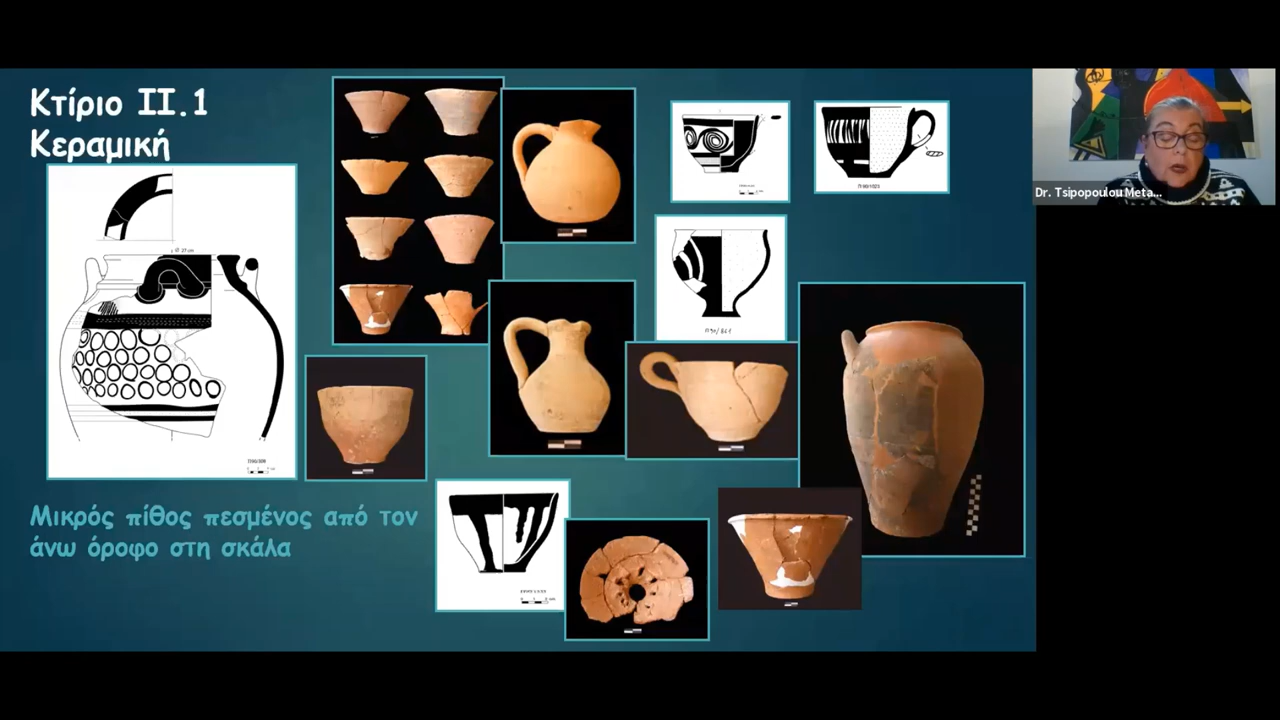 Κτίριο ΙΙ.1
Κεραμική
Μικρός πίθος πεσμένος από τον
άνω όροφο στη σκάλα
Dr. Tsipopoulou Meta...